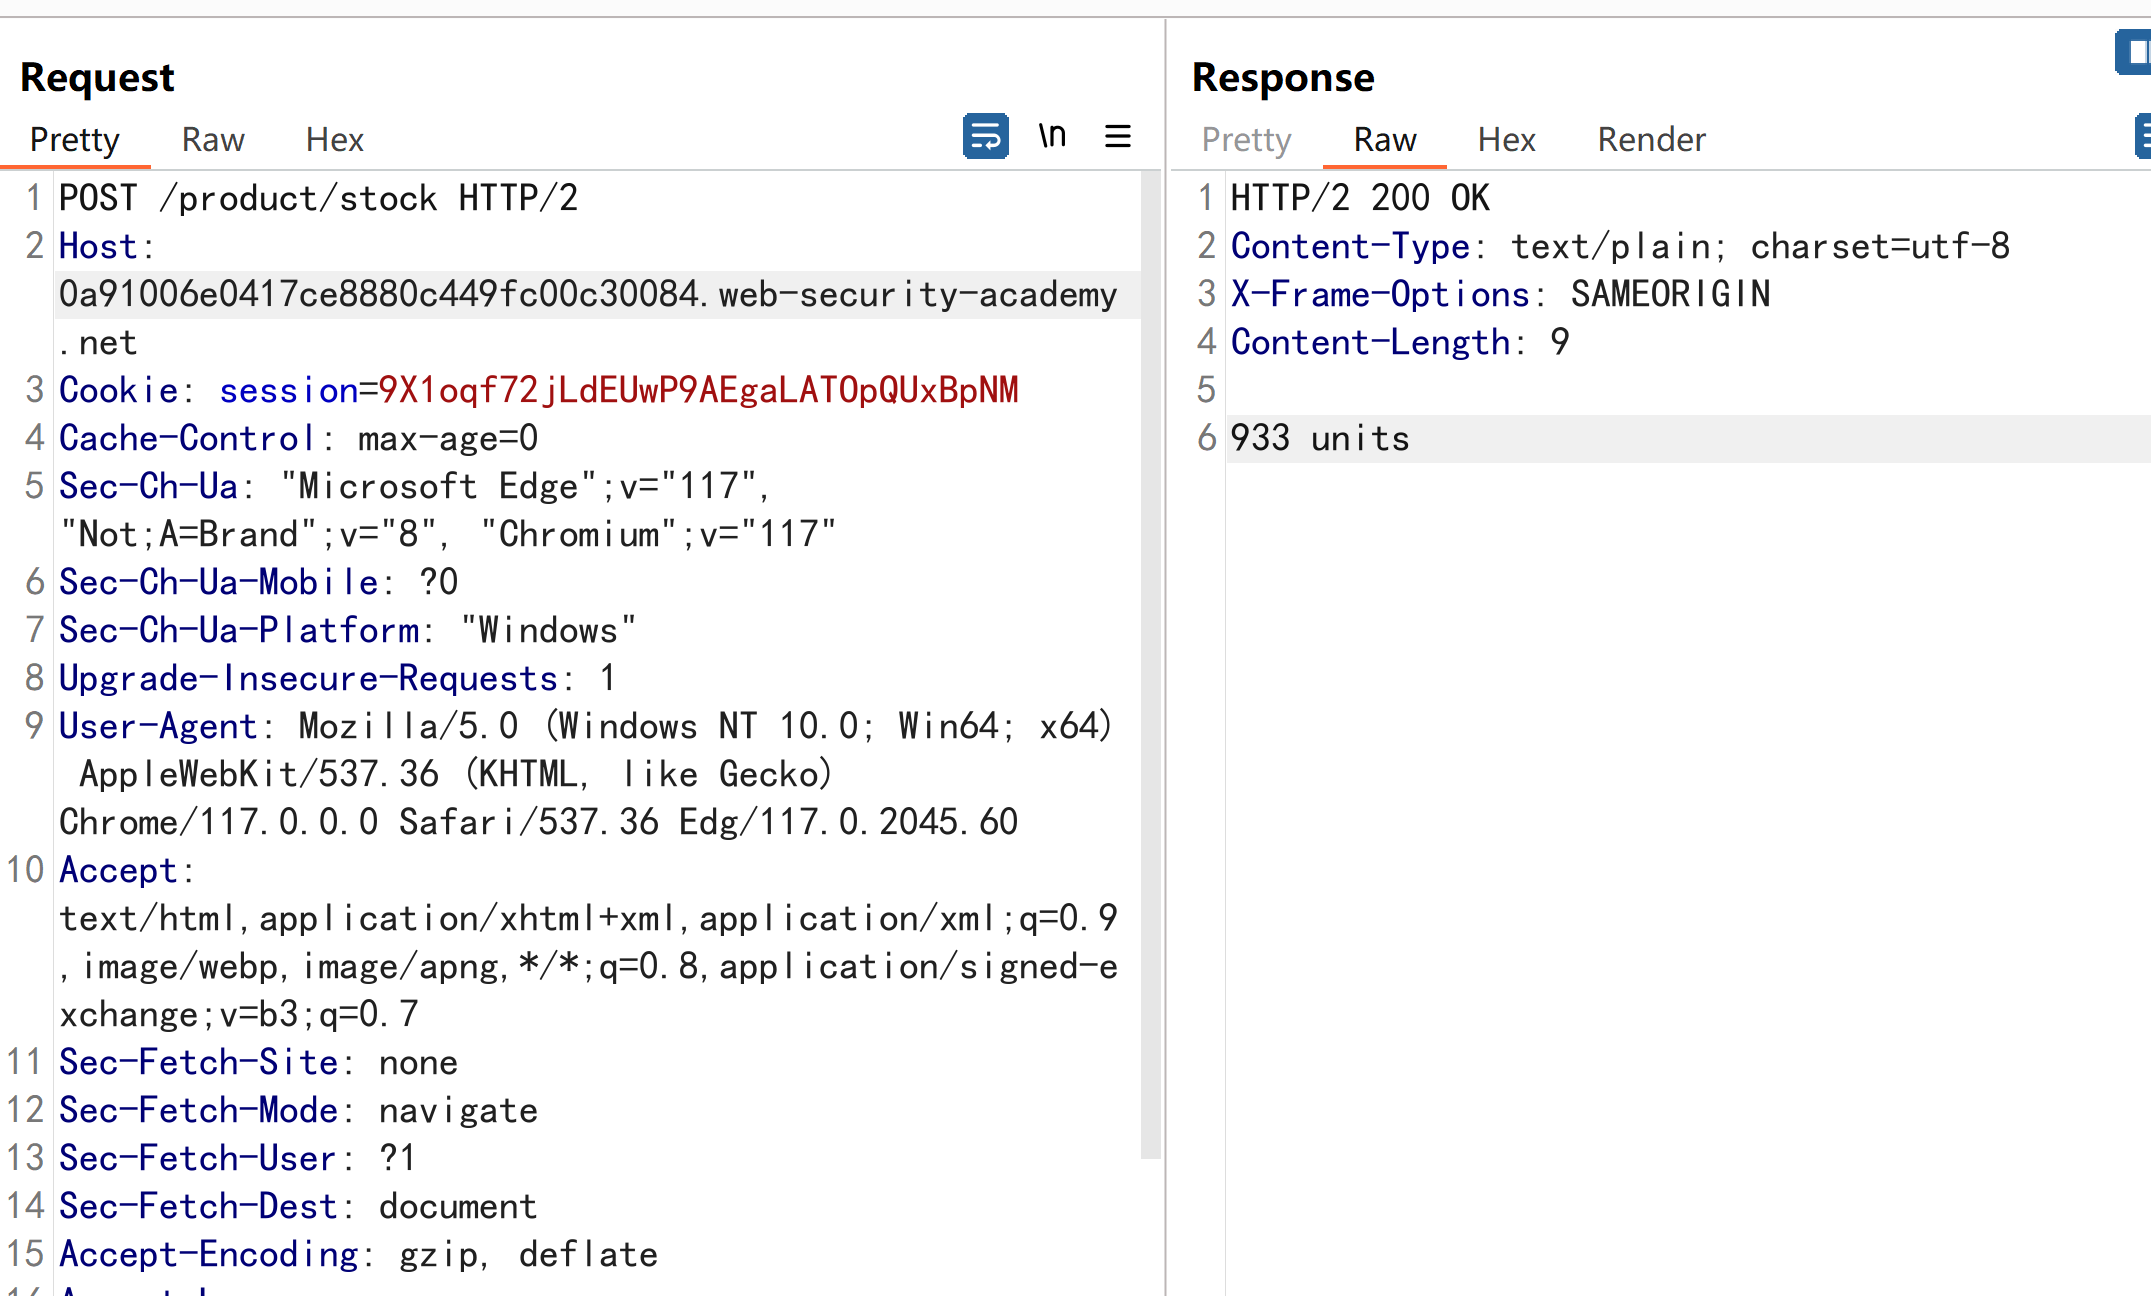 Request
Pretty Raw Hex \n
1 POST /product/stock HTTP/2
2 Host:
0a91006e0417ce8880c449fc00c30084.web-security-academy
.net
3 Cookie: session=9X1oqf72jLdEUwP9AEgaLATOpQUxBpNM
4 Cache-Control: max-age=0
5 Sec-Ch-Ua: "Microsoft Edge";v="117",
"Not;A=Brand";v="8", "Chromium";v="117"
6 Sec-Ch-Ua-Mobile: ?0
7 Sec-Ch-Ua-Platform: "Windows"
8 Upgrade-Insecure-Requests: 1
9 User-Agent: Mozilla/5.0 (Windows NT 10.0; Win64; x64)
AppleWebKit/537.36 (KHTML, like Gecko)
Chrome/117.0.0.0 Safari/537.36 Edg/117.0.2045.60
10 Accept:
text/html,application/xhtml+xml,application/xml;q=0.9
,image/webp,image/apng,*/*;q=0.8,application/signed-e
xchange;v=b3;q=0.7
11 Sec-Fetch-Site: none
12 Sec-Fetch-Mode: navigate
13 Sec-Fetch-User: ?1
14 Sec-Fetch-Dest: document
15 Accept-Encoding: gzip, deflate
Response
Pretty Raw Hex Render
1 HTTP/2 200 OK
2 Content-Type: text/plain; charset=utf-8
3 X-Frame-Options: SAMEORIGIN
4 Content-Length: 9
5
6 933 units